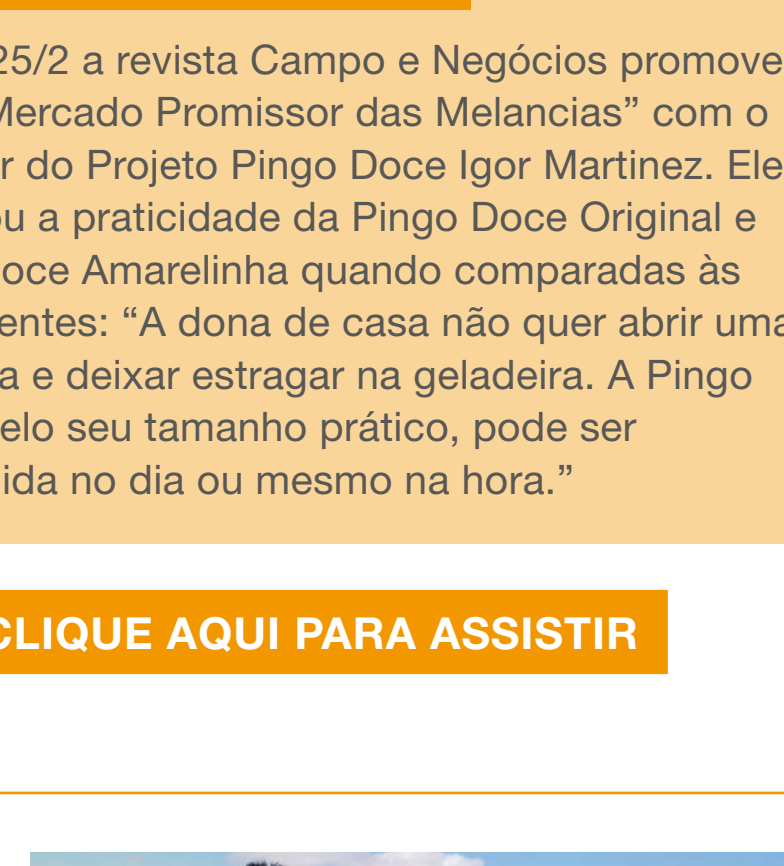 25/2 a revista Campo e Negócios promove
Mercado Promissor das Melancias” com o
r do Projeto Pingo Doce Igor Martinez. Ele
ou a praticidade da Pingo Doce Original e
oce Amarelinha quando comparadas às
entes: “A dona de casa não quer abrir uma
a e deixar estragar na geladeira. A Pingo
elo seu tamanho prático, pode ser
ida no dia ou mesmo na hora.”
CLIQUE AQUI PARA ASSISTIR